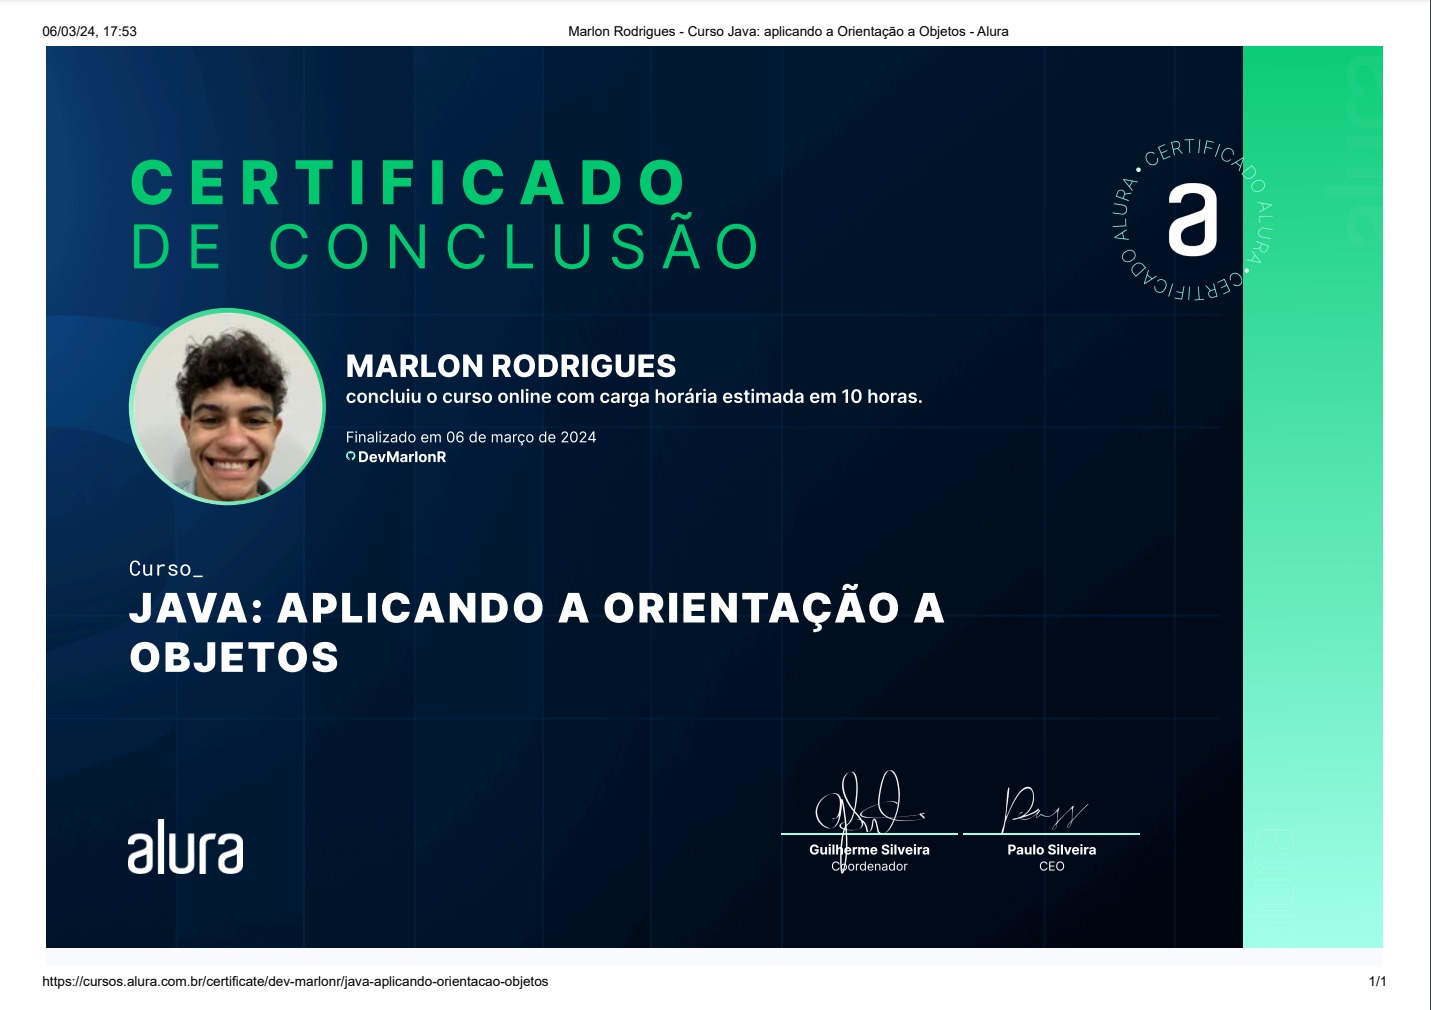 06/03/24, 17:53
Marlon Rodrigues - Curso Java: aplicando a Orientação a Objetos - Alura
CERTIFICADO
DE CONCLUSÃO
CERTIFICADO ALURA • CERTIFICADO ALURA •
a
MARLON RODRIGUES
concluiu o curso online com carga horária estimada em 10 horas.
Finalizado em 06 de março de 2024
DevMarlonR
Curso_
JAVA: APLICANDO A ORIENTAÇÃO A
OBJETOS
alura
Guilherme Silveira
Coordenador
Paulo Silveira
CEO
alura
https://cursos.alura.com.br/certificate/dev-marlonr/java-aplicando-orientacao-objetos
1/1